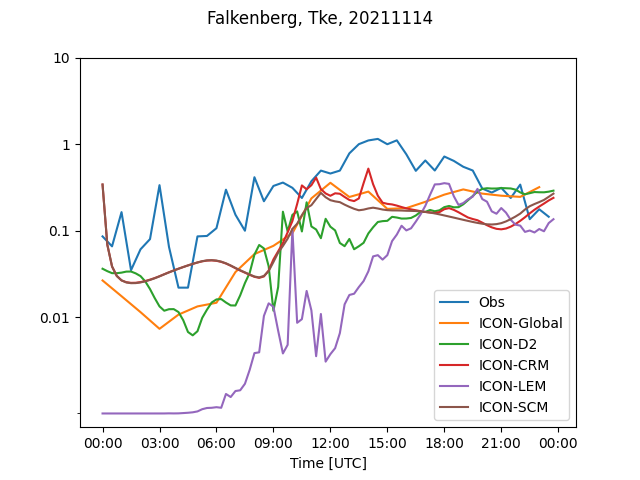 Falkenberg, Tke, 20211114
10
1
0.1
0.01
Obs
ICON-Global
ICON-D2
ICON-CRM
ICON-LEM
ICON-SCM
00:00 03:00 06:00 09:00 12:00 15:00 18:00 21:00 00:00
Time [UTC]